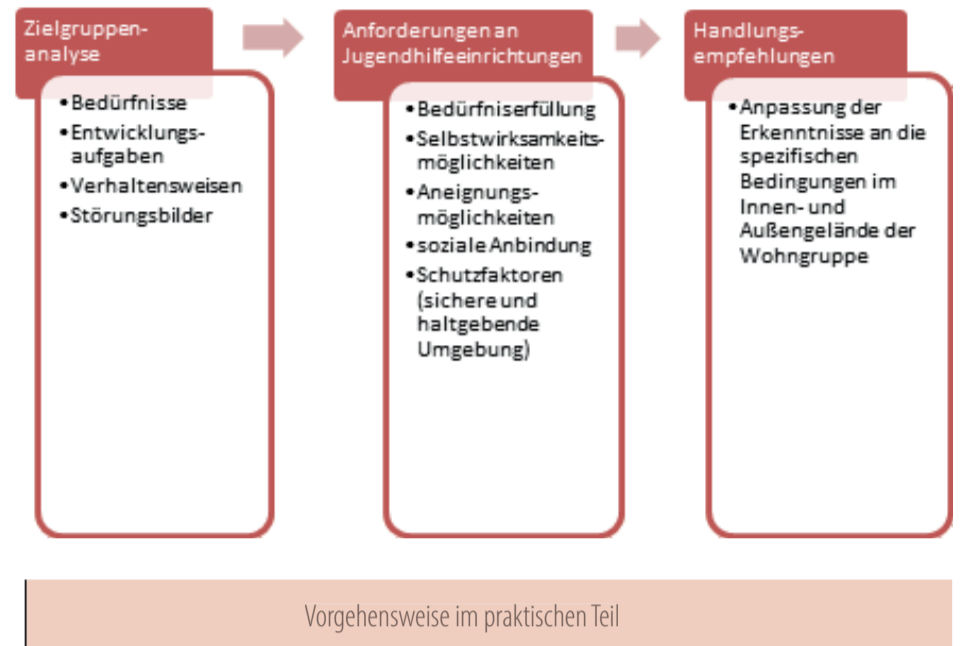 Zielgruppen-
analyse
• Bedürfnisse
• Entwicklungs-
aufgaben
• Verhaltensweisen
• Störungsbilder
Anforderungen an
Jugendhilfeeinrichtungen
• Bedürfniserfüllung
• Selbstwirksamkeits-
möglichkeiten
• Aneignungs-
möglichkeiten
• soziale Anbindung
• Schutzfaktoren
(sichere und
haltgebende
Umgebung)
Handlungs-
empfehlungen
• Anpassung der
Erkenntnisse an die
spezifischen
Bedingungen im
Innen- und
Außengelände der
Wohngruppe
Vorgehensweise im praktischen Teil